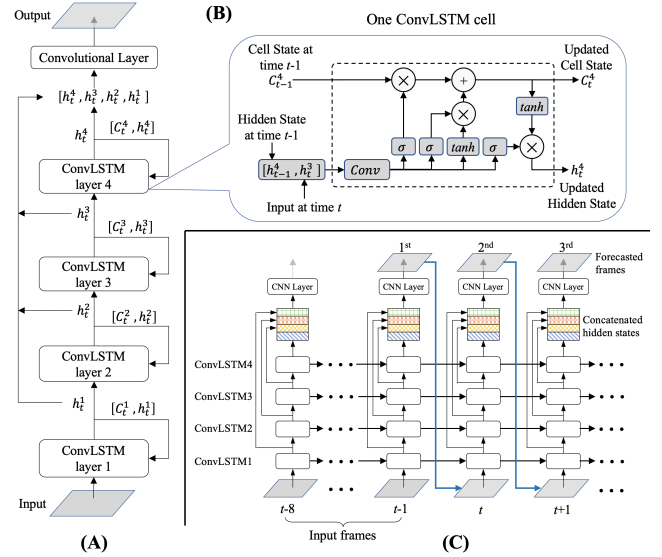 Output
Convolutional Layer
[h_t^4, h_t^3, h_t^2, h_t^1]
h_t^4
[C_t^4, h_t^4]
ConvLSTM
layer 4
h_t^3
[C_t^3, h_t^3]
ConvLSTM
layer 3
h_t^2
[C_t^2, h_t^2]
ConvLSTM
layer 2
h_t^1
[C_t^1, h_t^1]
ConvLSTM
layer 1
Input
(A)
(B)
One ConvLSTM cell
Cell State at
time t-1
C_{t-1}^4
Updated
Cell State
C_t^4
×
+
×
tanh
Hidden State
at time t-1
σ
σ
tanh
σ
×
[h_{t-1}^4, h_t^3]
Conv
h_t^4
Input at time t
Updated
Hidden State
1st
2nd
3rd
Forecasted
frames
CNN Layer
CNN Layer
CNN Layer
CNN Layer
Concatenated
hidden states
ConvLSTM4
ConvLSTM3
ConvLSTM2
ConvLSTM1
t-8
t-1
t
t+1
Input frames
(C)